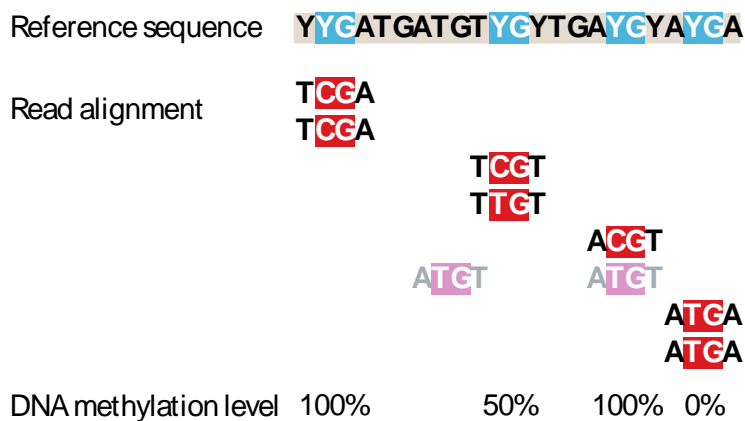 Reference sequence YYGATGATGTYGYTGAYGYAYGA
Read alignment
TCGA
TCGA
TCGT
TTGT
ACGT
ATGT ATGT
ATGA
ATGA
DNA methylation level 100% 50% 100% 0%